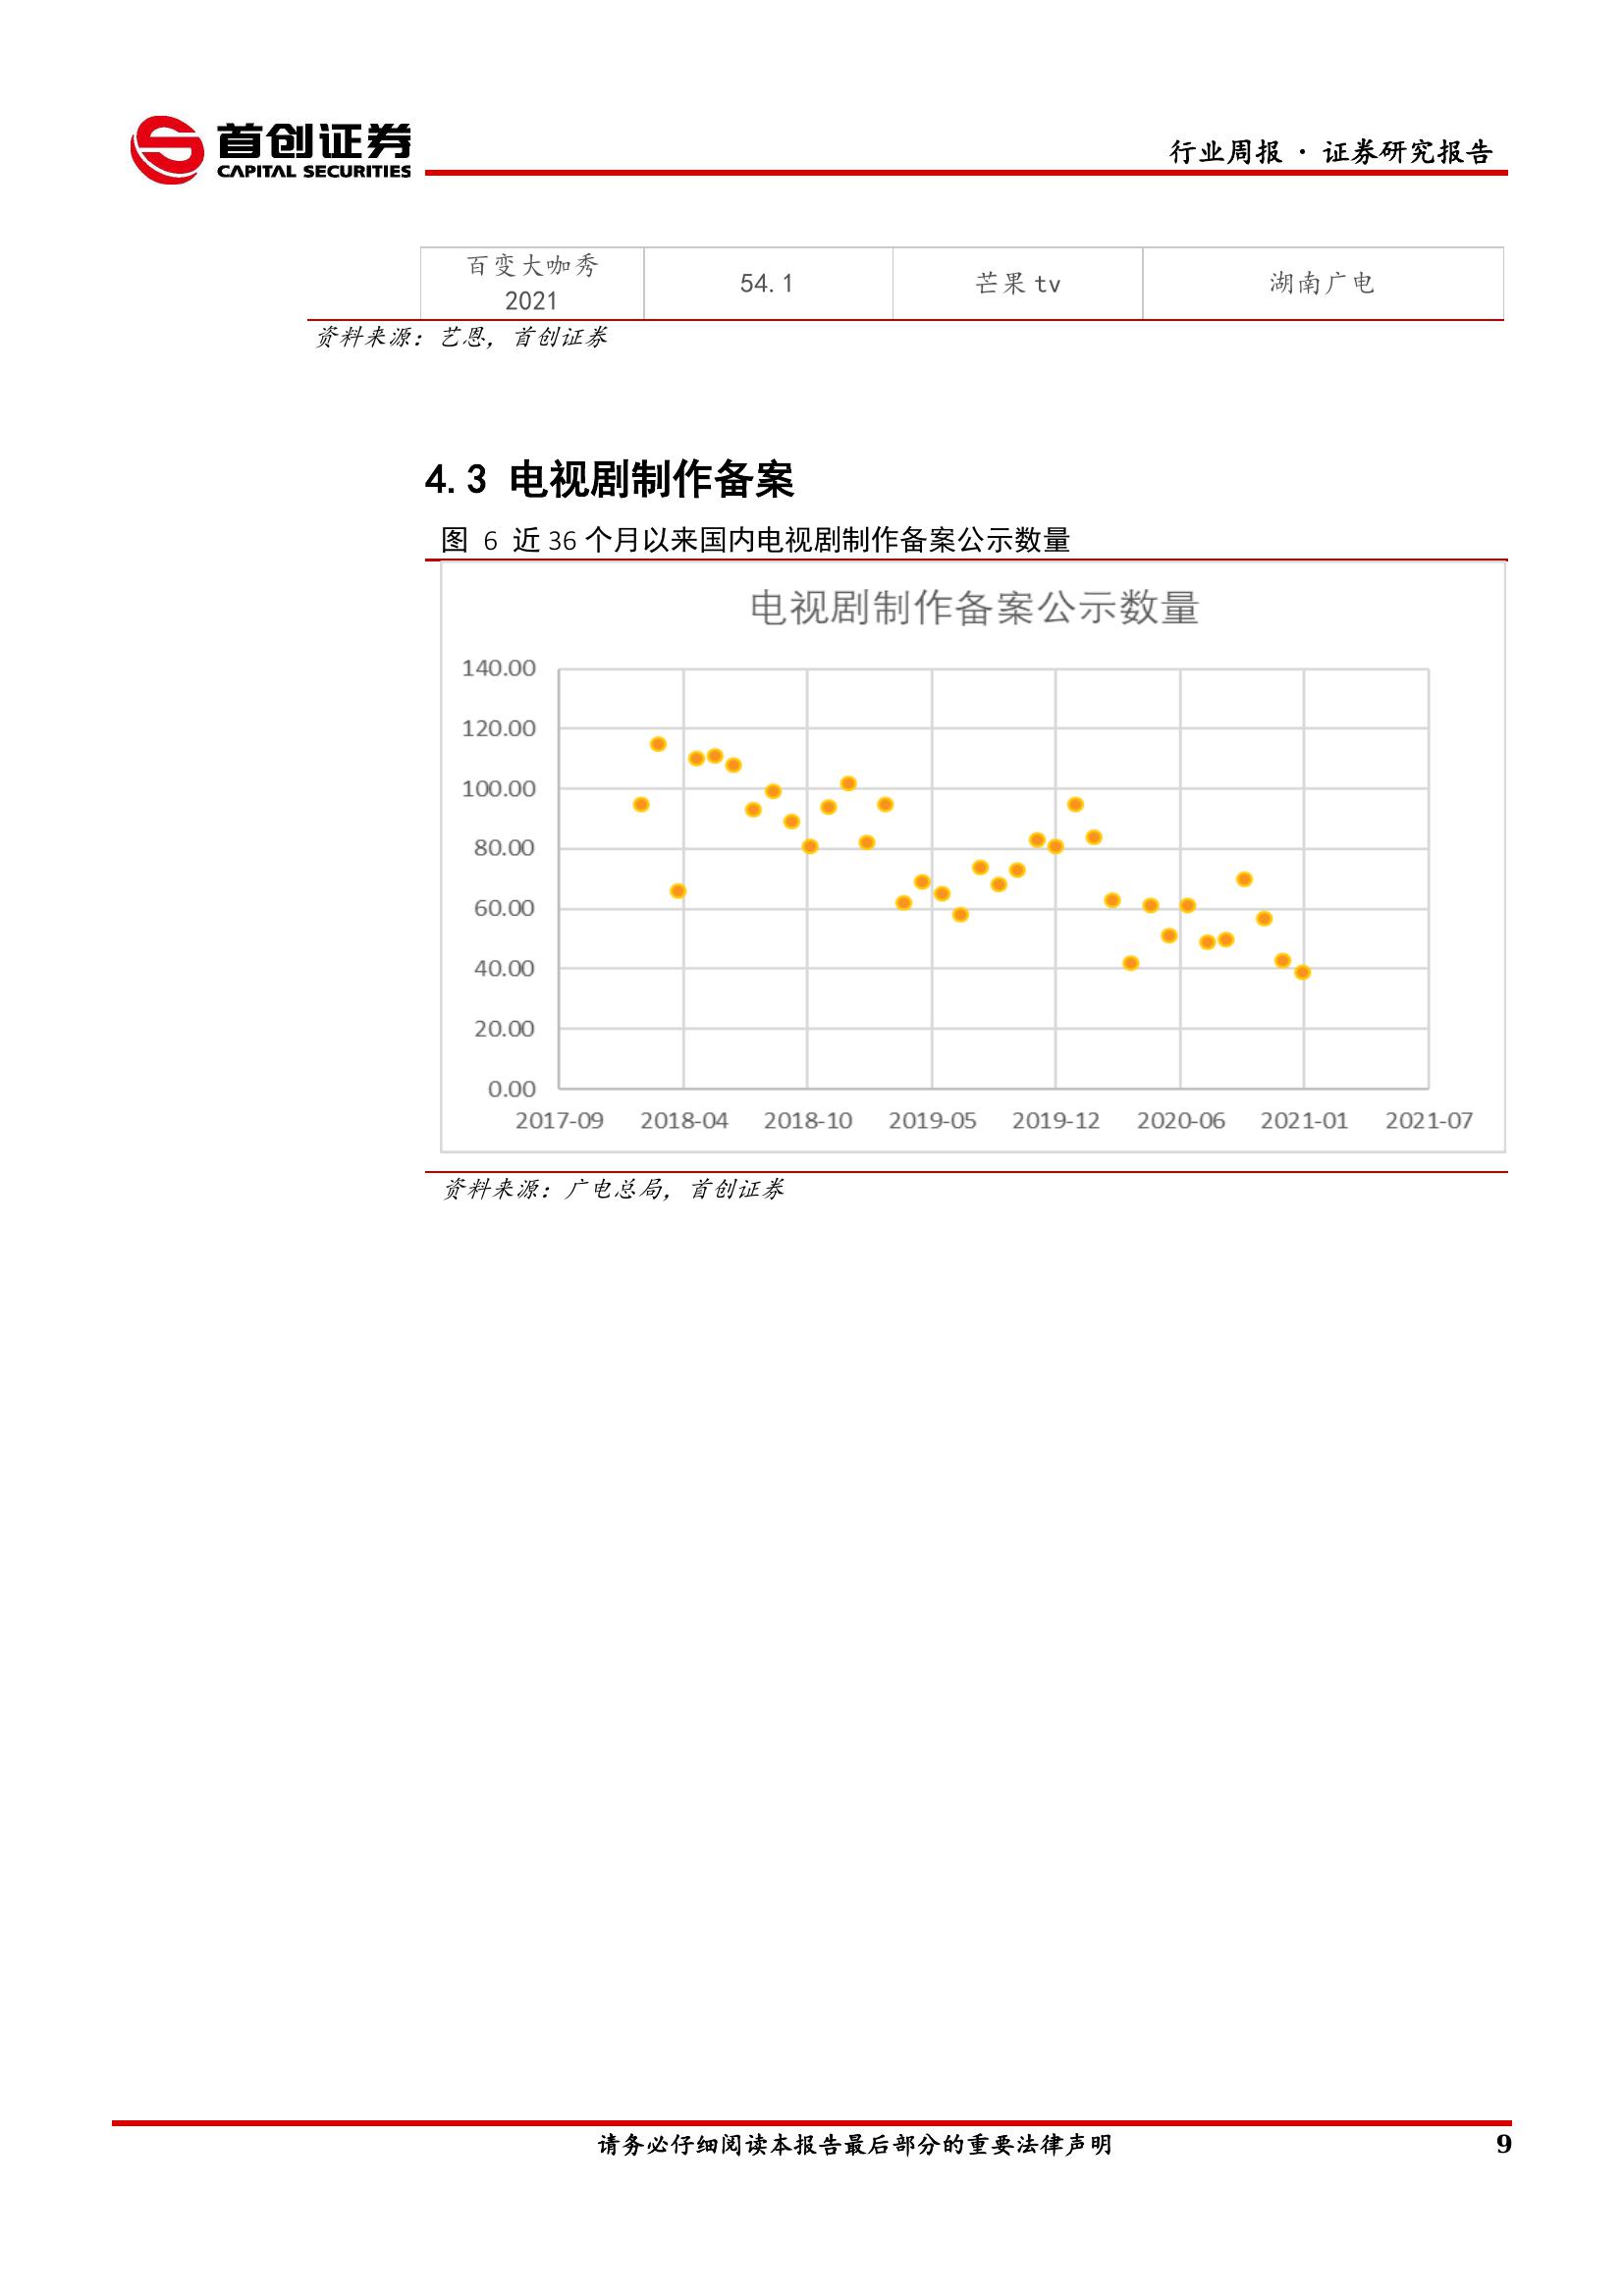 首创证券
CAPITAL SECURITIES
行业周报 · 证券研究报告
百变大咖秀
2021
54.1
芒果 tv
湖南广电
资料来源：艺恩，首创证券
4.3 电视剧制作备案
图 6 近 36 个月以来国内电视剧制作备案公示数量
电视剧制作备案公示数量
140.00
120.00
100.00
80.00
60.00
40.00
20.00
0.00
2017-09 2018-04 2018-10 2019-05 2019-12 2020-06 2021-01 2021-07
资料来源：广电总局，首创证券
请务必仔细阅读本报告最后部分的重要法律声明
9